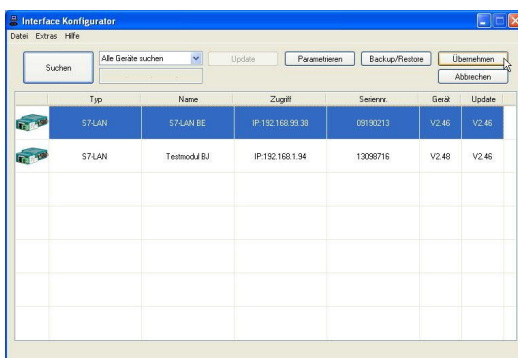 Interface Konfigurator
Datei Extras Hilfe
Suchen
Alle Geräte suchen
Update
Parametrieren
Backup/Restore
Übernehmen
Abbrechen
Typ Name Zugriff Seriennr. Gerät Update
S7-LAN S7-LAN BE IP:192.168.99.38 09190213 V2.46 V2.46
S7-LAN Testmodul BJ IP:192.168.1.94 13098716 V2.48 V2.46